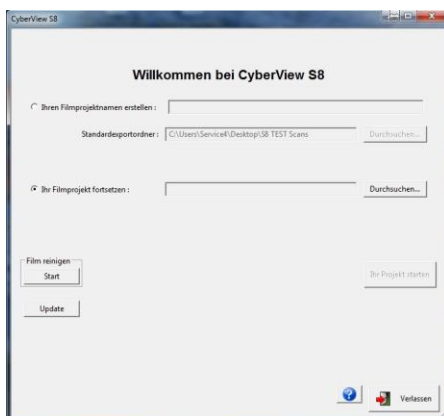 CyberView S8
Willkommen bei CyberView S8
Ihren Filmprojektnamen erstellen :
Standardexportordner : C:\Users\Service4\Desktop\S8 TEST Scans Durchsuchen...
Ihr Filmprojekt fortsetzen : Durchsuchen...
Film reinigen
Start Ihr Projekt starten
Update
? Verlassen